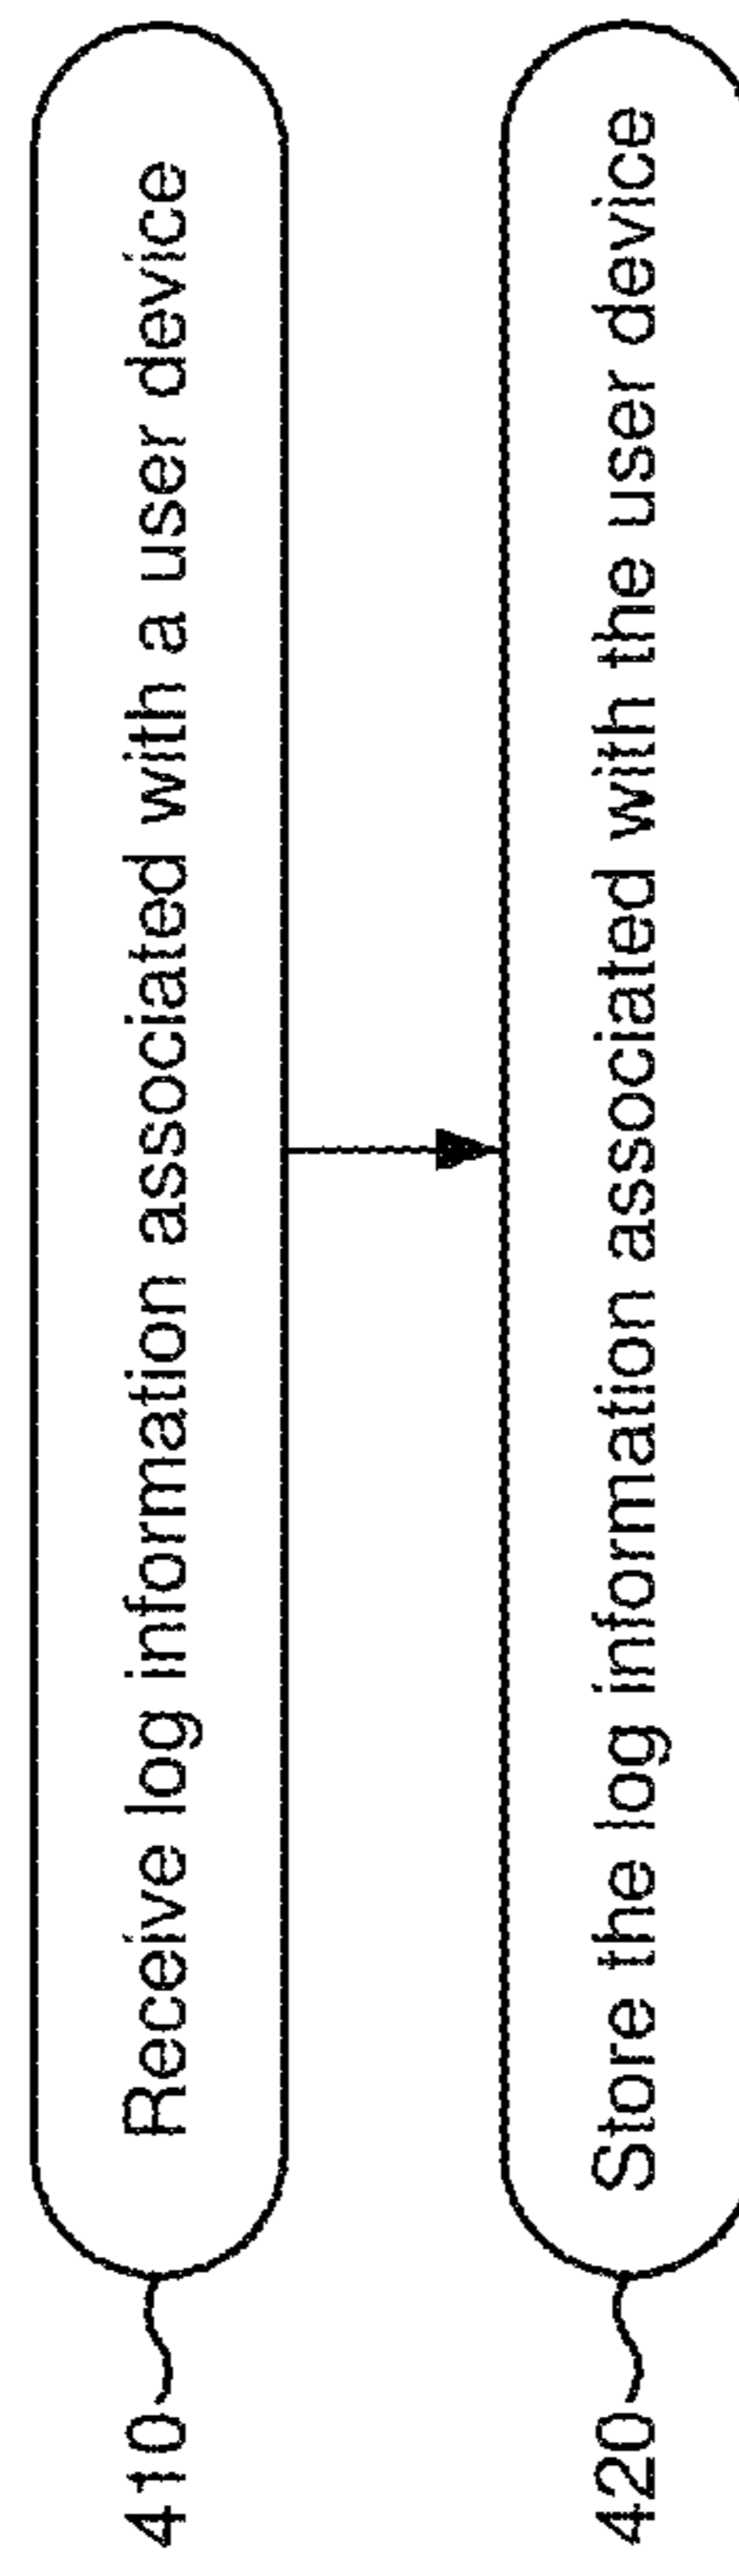 410
Receive log information associated with a user device
420
Store the log information associated with the user device